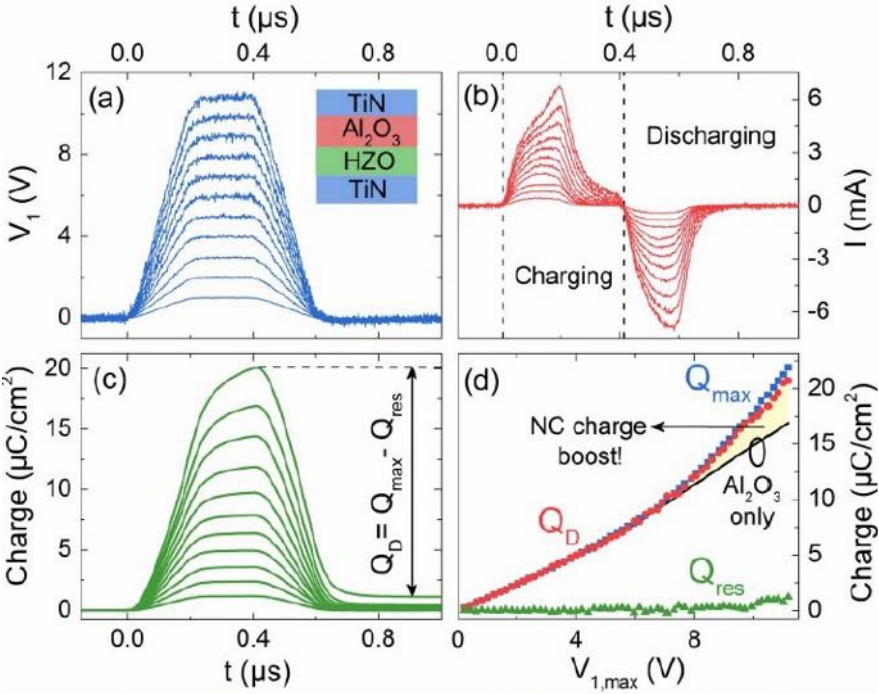 t (µs)
t (µs)
0.0 0.4 0.8
0.0 0.4 0.8
12
8
4
0
V1 (V)
(a)
TiN
Al2O3
HZO
TiN
(b)
Discharging
Charging
6
3
0
-3
-6
I (mA)
20
15
10
5
0
Charge (µC/cm²)
(c)
QD = Qmax - Qres
0.0 0.4 0.8
t (µs)
(d)
Qmax
NC charge
boost!
Al2O3
only
QD
Qres
20
15
10
5
0
Charge (µC/cm²)
0 4 8
V1,max (V)